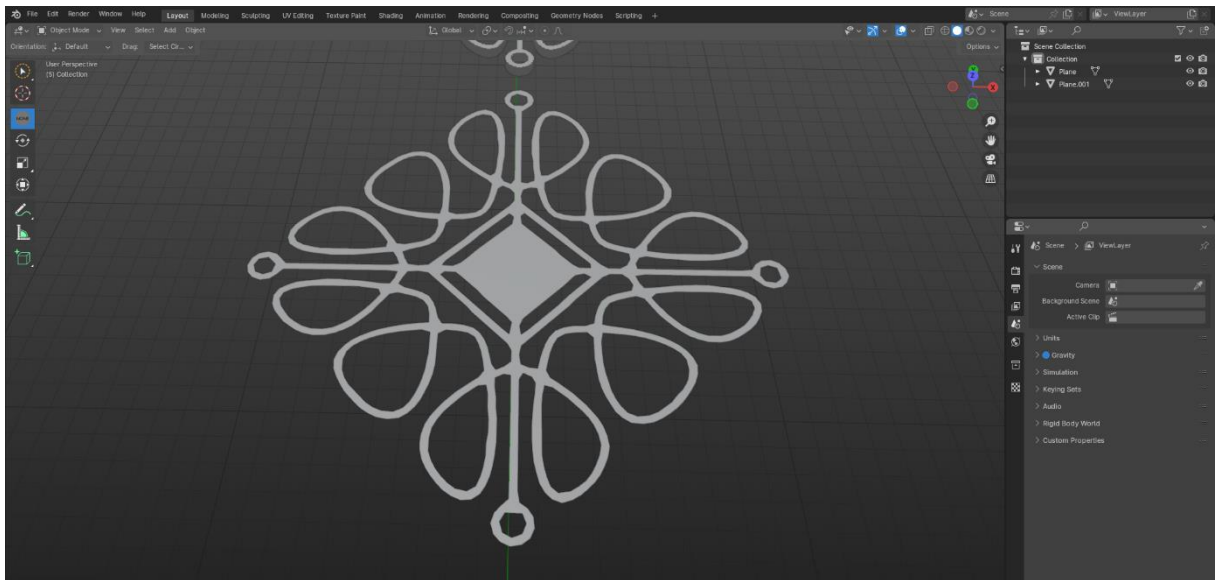 File Edit Render Window Help Layout Modeling Sculpting UV Editing Texture Paint Shading Animation Rendering Compositing Geometry Nodes Scripting + Scene ViewLayer
Object Mode View Select Add Object Global Options
Orientation: Default Drag: Select Cir...
User Perspective
(5) Collection
Z
X
Scene Collection
Collection
Plane
Plane.001
Scene > ViewLayer
Scene
Camera
Background Scene
Active Clip
Units
Gravity
Simulation
Keying Sets
Audio
Rigid Body World
Custom Properties